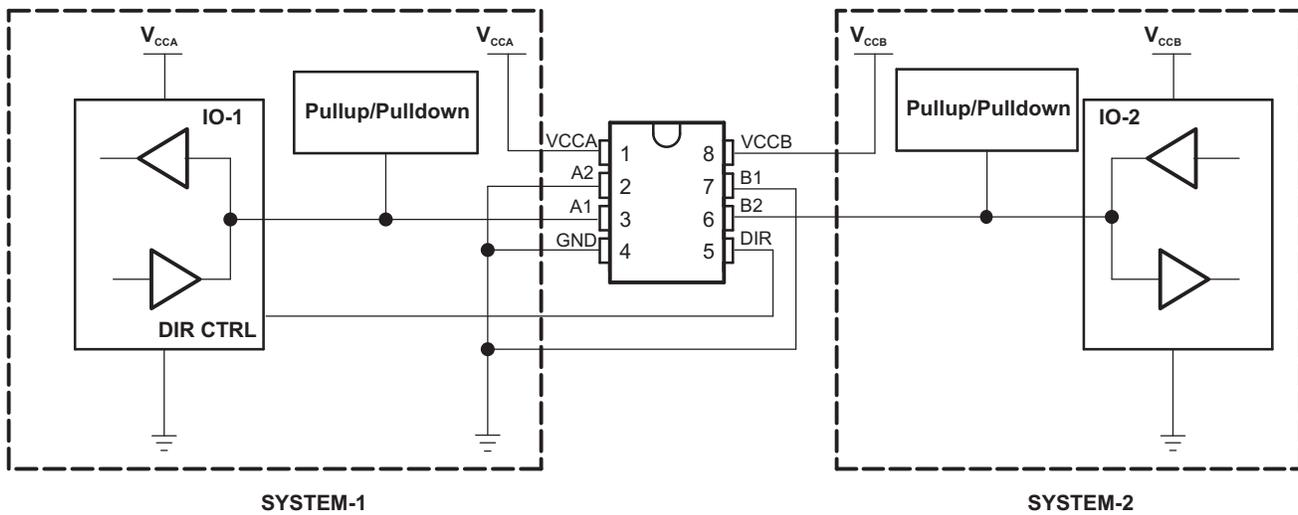 VCCA
VCCA
VCCB
VCCB
IO-1
Pullup/Pulldown
Pullup/Pulldown
IO-2
VCCA
1
8
VCCB
A2
2
7
B1
A1
3
6
B2
GND
4
5
DIR
DIR CTRL
SYSTEM-1
SYSTEM-2